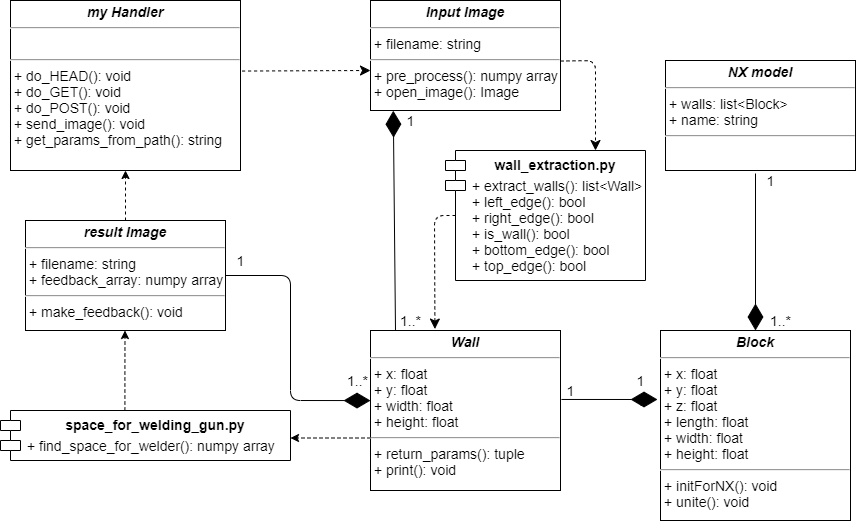 my Handler
+ do_HEAD(): void
+ do_GET(): void
+ do_POST(): void
+ send_image(): void
+ get_params_from_path(): string
Input Image
+ filename: string
+ pre_process(): numpy array
+ open_image(): Image
1
NX model
+ walls: list<Block>
+ name: string
1
wall_extraction.py
+ extract_walls(): list<Wall>
+ left_edge(): bool
+ right_edge(): bool
+ is_wall(): bool
+ bottom_edge(): bool
+ top_edge(): bool
result Image
+ filename: string
+ feedback_array: numpy array
+ make_feedback(): void
1
1..*
1..*
1..*
Wall
+ x: float
+ y: float
+ width: float
+ height: float
+ return_params(): tuple
+ print(): void
1
1
Block
+ x: float
+ y: float
+ z: float
+ length: float
+ width: float
+ height: float
+ initForNX(): void
+ unite(): void
space_for_welding_gun.py
+ find_space_for_welder(): numpy array